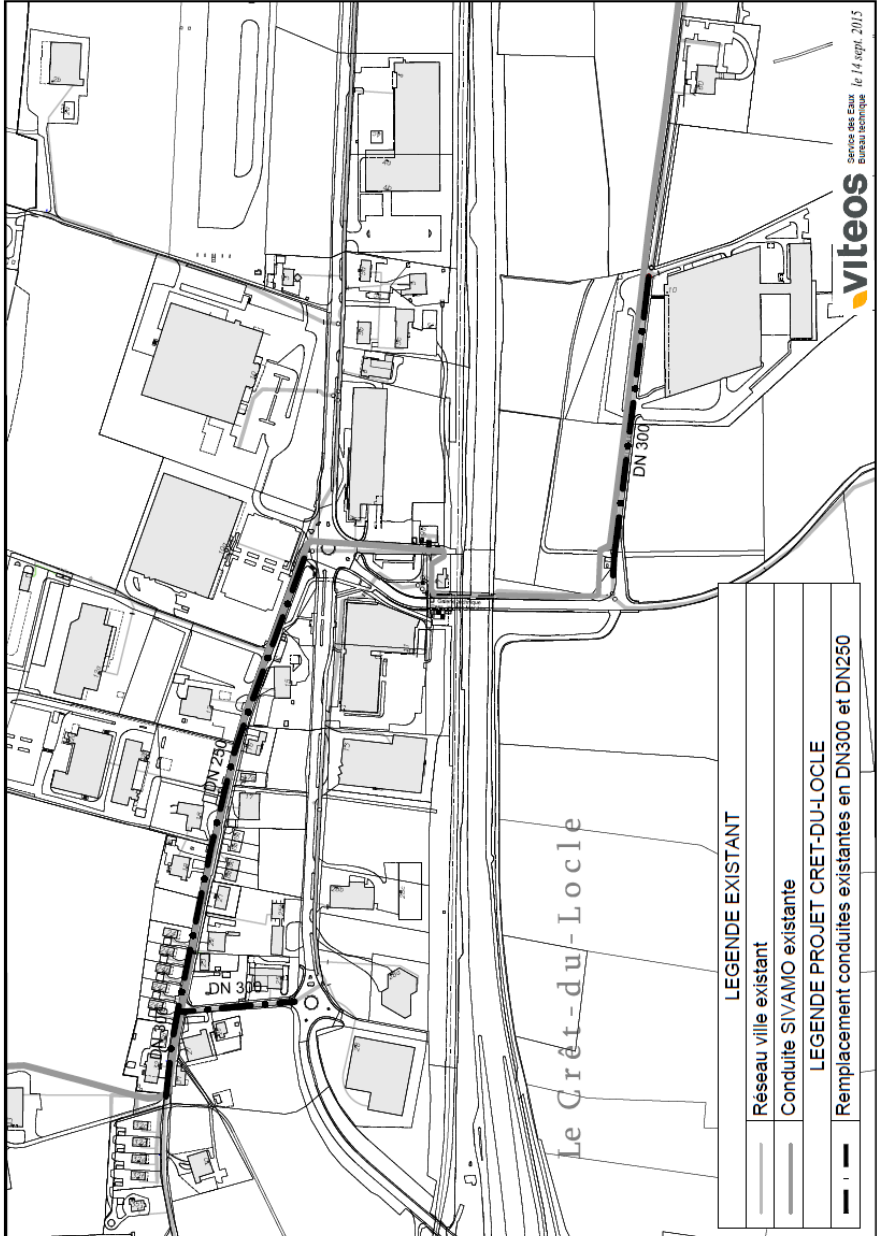 DN 250
DN 300
DN 300
Le Crêt-du-Locle
LEGENDE EXISTANT
Réseau ville existant
Conduite SIVAMO existante
LEGENDE PROJET CRET-DU-LOCLE
Remplacement conduites existantes en DN300 et DN250
viteos
Service des Eaux
Bureau technique
le 14 sept. 2015